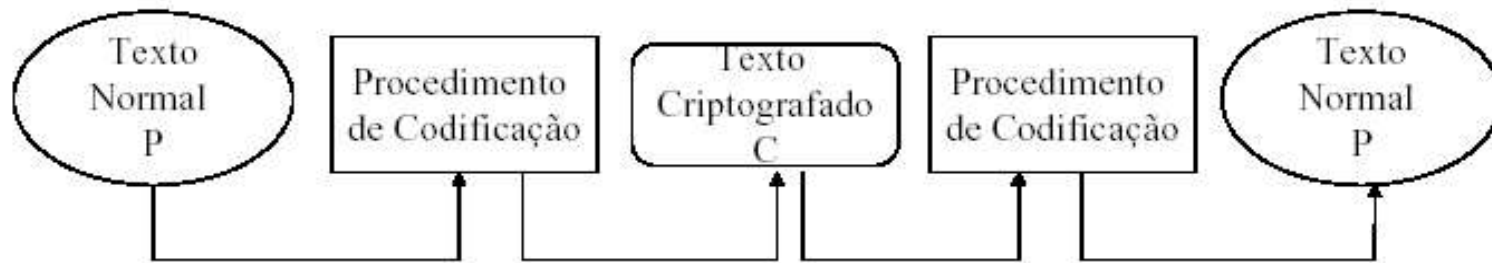 Texto
Normal
P
Procedimento
de Codificação
Texto
Criptografado
C
Procedimento
de Codificação
Texto
Normal
P